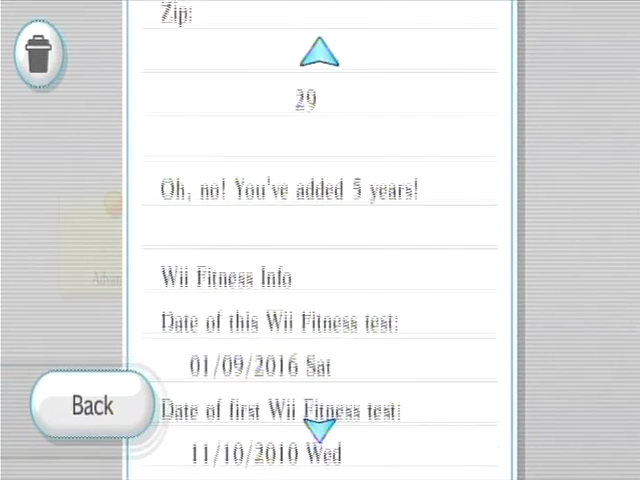 Zip:
29
Oh, no! You've added 5 years!
Wii Fitness Info
Date of this Wii Fitness test:
01/09/2016 Sat
Date of first Wii Fitness test:
11/10/2010 Wed
Back